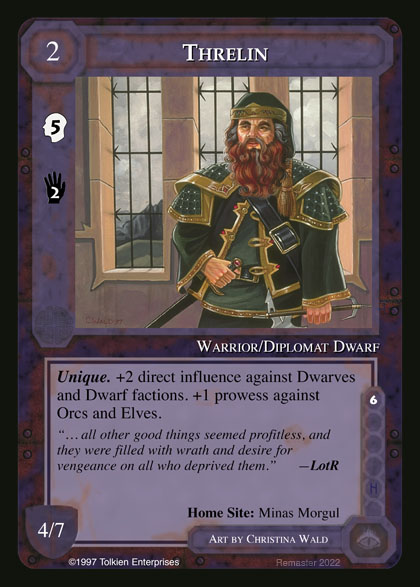 2
THRELIN
5
2
WARRIOR/DIPLOMAT DWARF
Unique. +2 direct influence against Dwarves
and Dwarf factions. +1 prowess against
Orcs and Elves.
“… all other good things seemed profitless, and
they were filled with wrath and desire for
vengeance on all who deprived them.” —LotR
6
H
Home Site: Minas Morgul
4/7
ART BY CHRISTINA WALD
©1997 Tolkien Enterprises
Remaster 2022